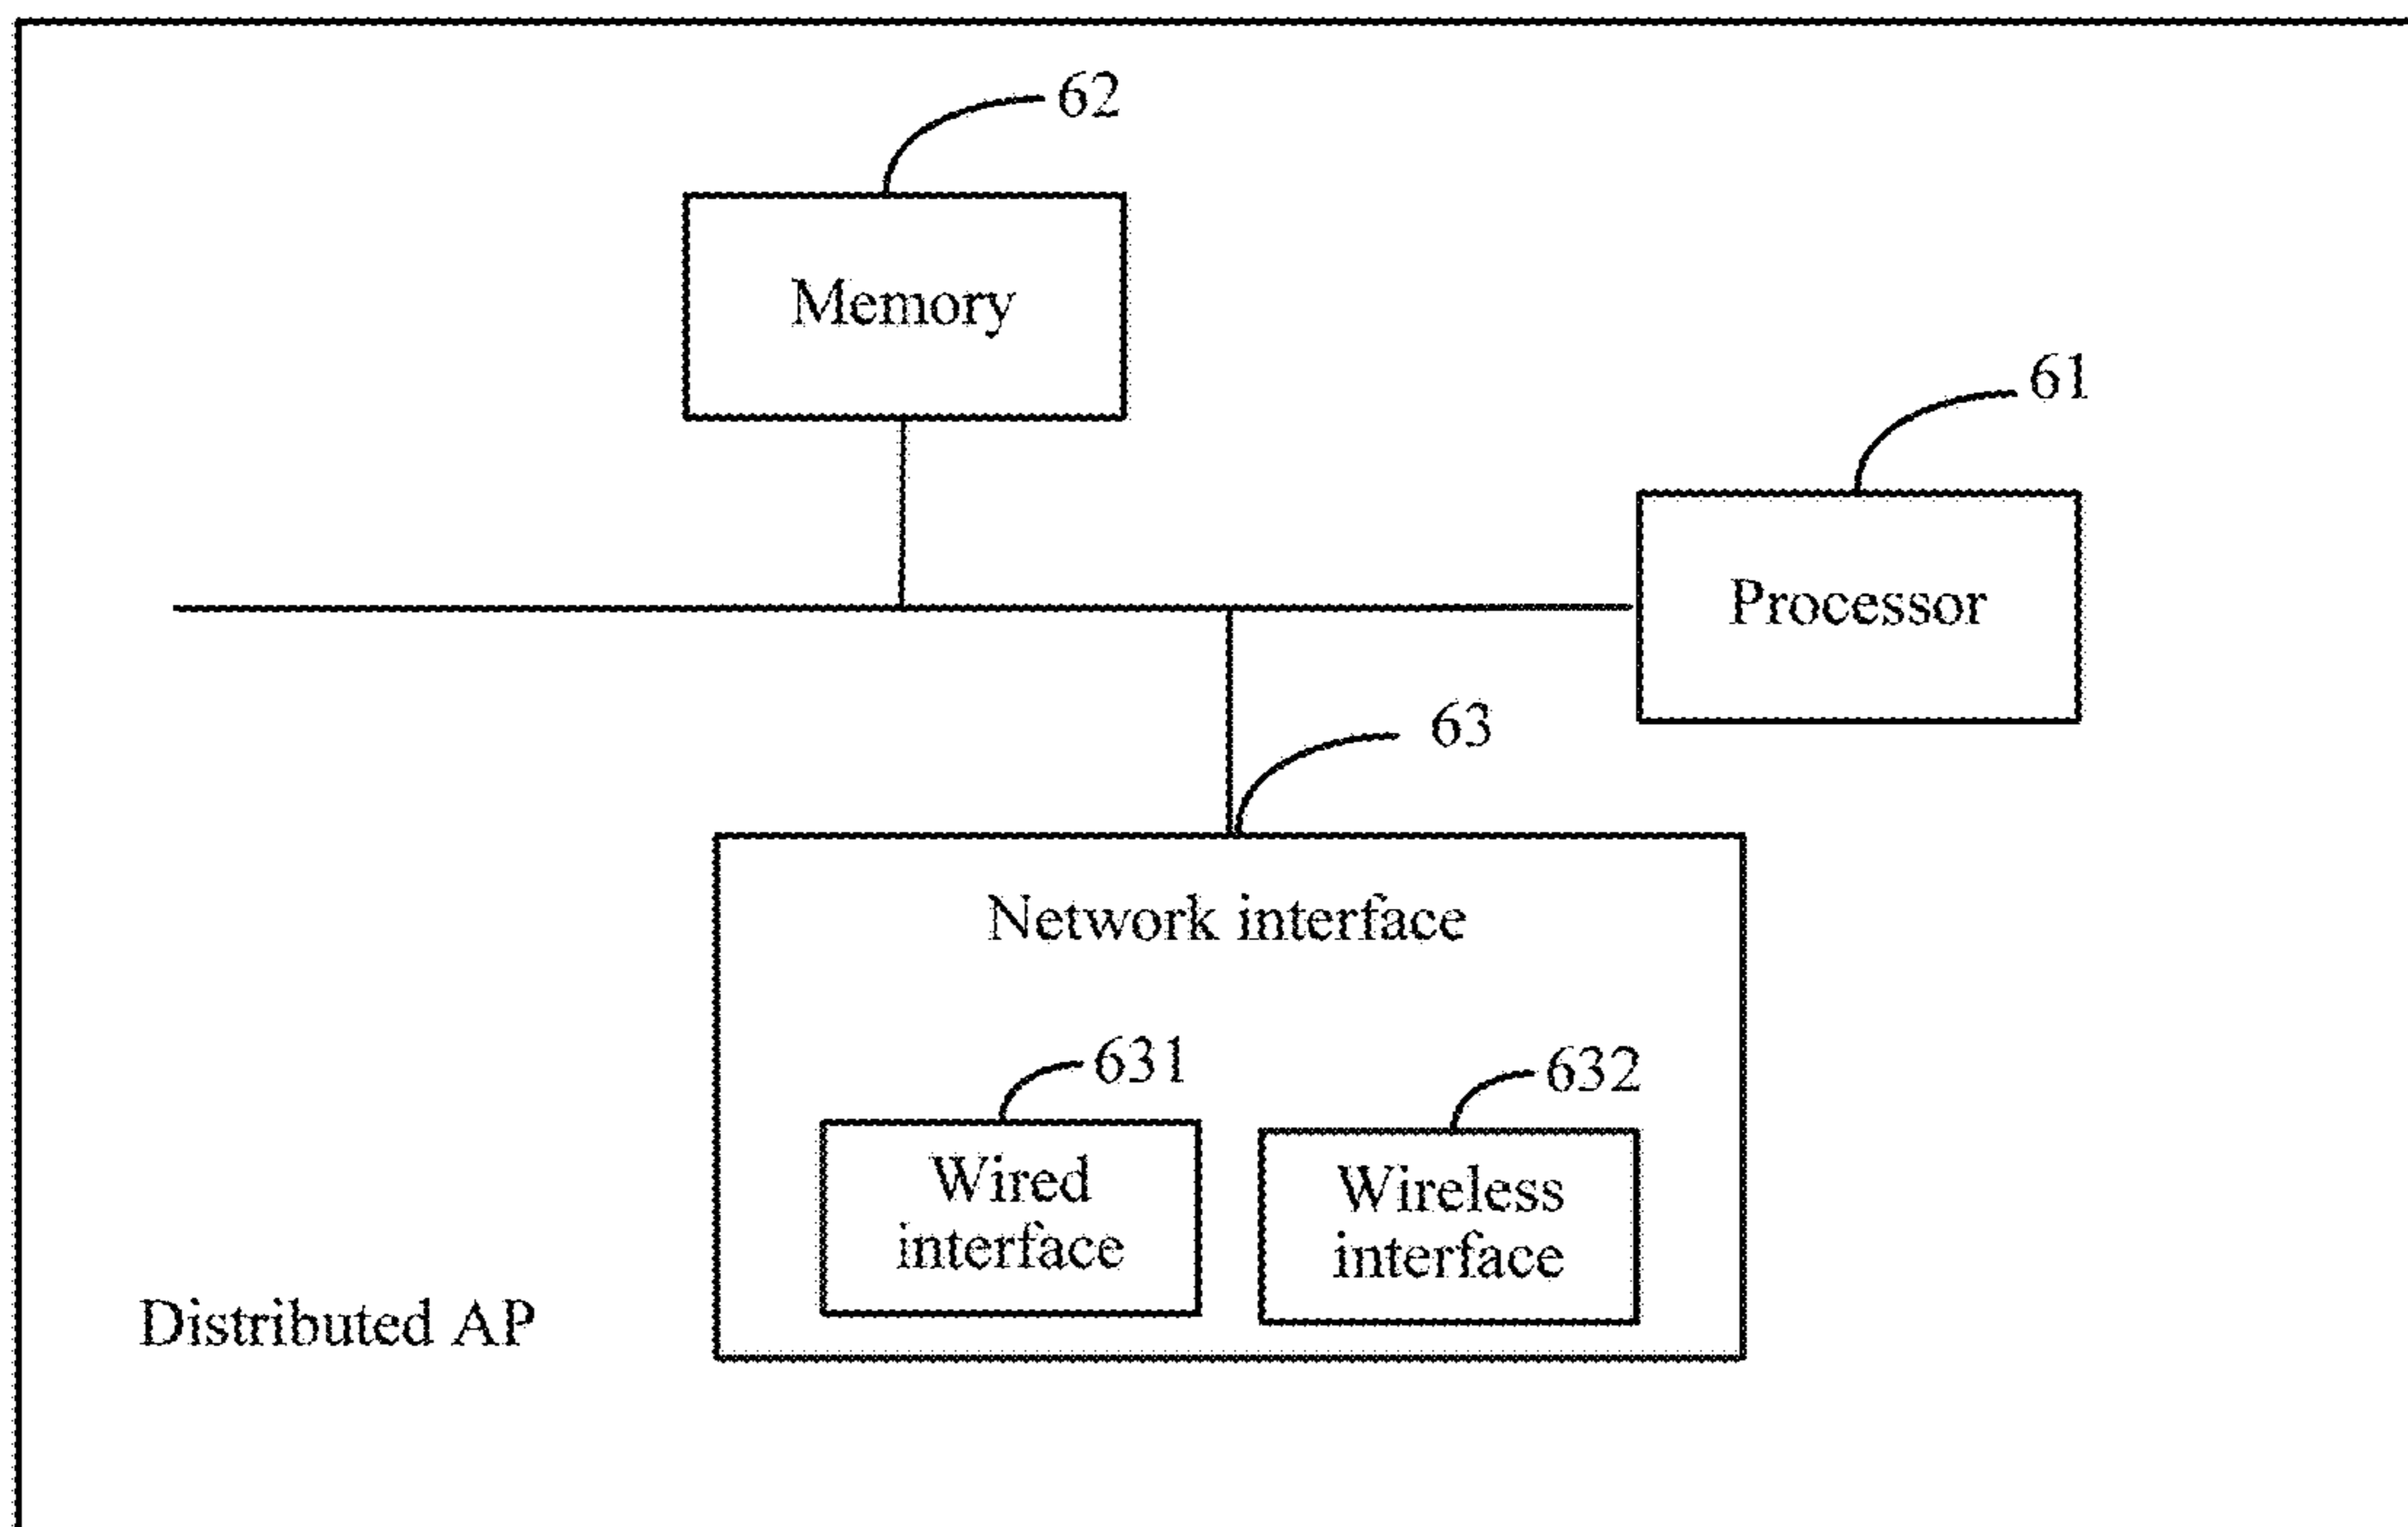 62
Memory
61
Processor
63
Network interface
631
632
Wired
interface
Wireless
interface
Distributed AP